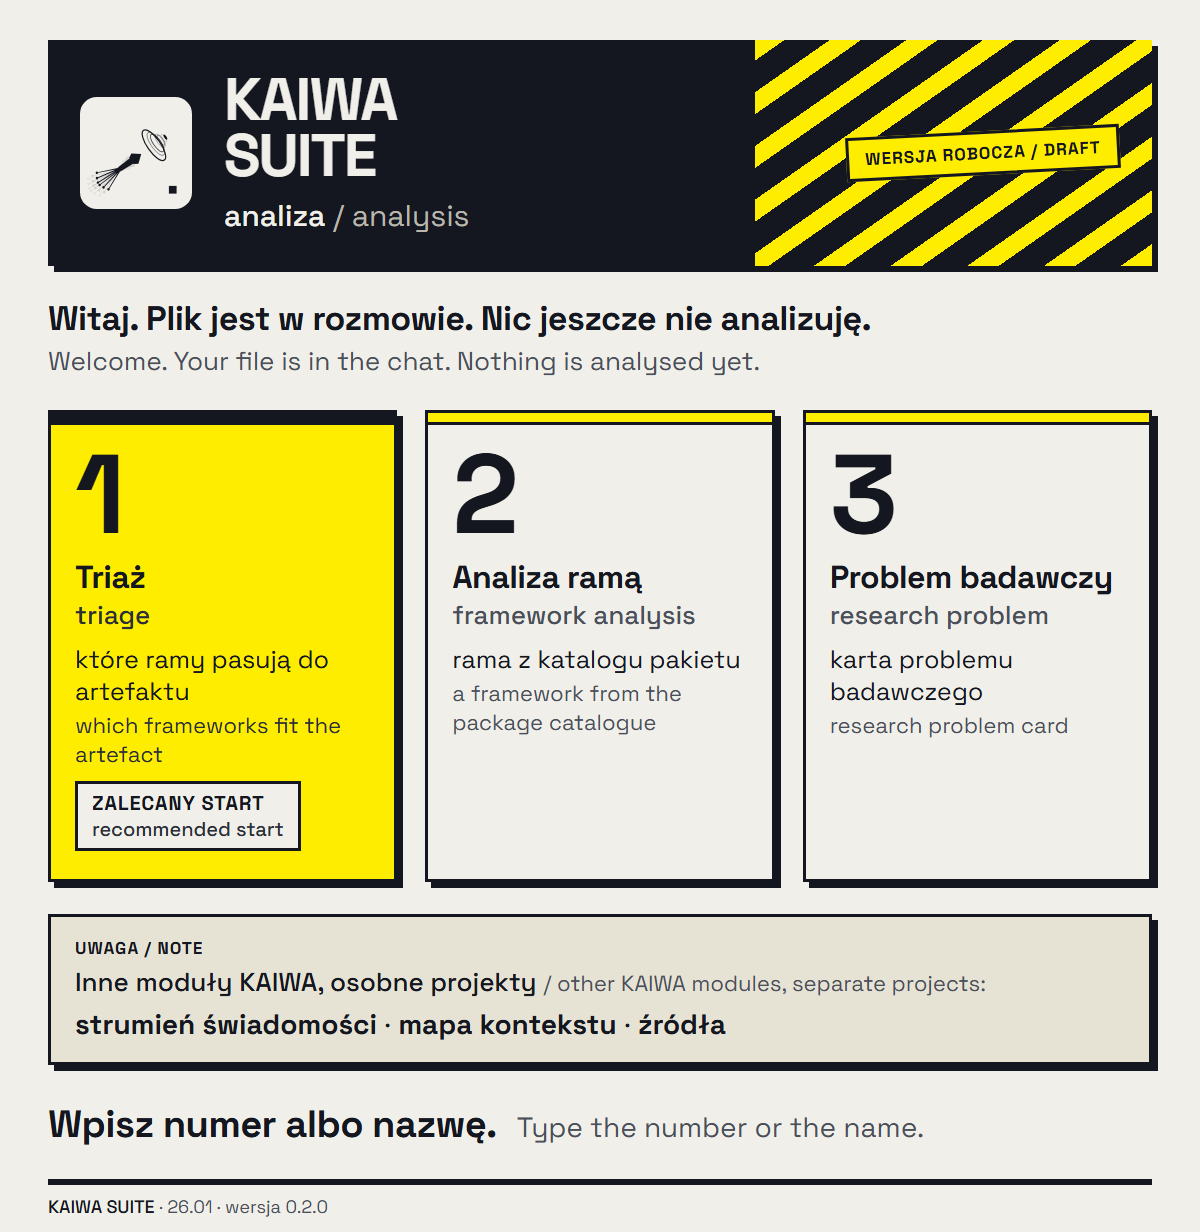 KAIWA
SUITE
analiza / analysis
WERSJA ROBOCZA / DRAFT
Witaj. Plik jest w rozmowie. Nic jeszcze nie analizuję.
Welcome. Your file is in the chat. Nothing is analysed yet.
1
Triaż
triage
które ramy pasują do
artefaktu
which frameworks fit the
artefact
ZALECANY START
recommended start
2
Analiza ramą
framework analysis
rama z katalogu pakietu
a framework from the
package catalogue
3
Problem badawczy
research problem
karta problemu
badawczego
research problem card
UWAGA / NOTE
Inne moduły KAIWA, osobne projekty / other KAIWA modules, separate projects:
strumień świadomości · mapa kontekstu · źródła
Wpisz numer albo nazwę. Type the number or the name.
KAIWA SUITE · 26.01 · wersja 0.2.0